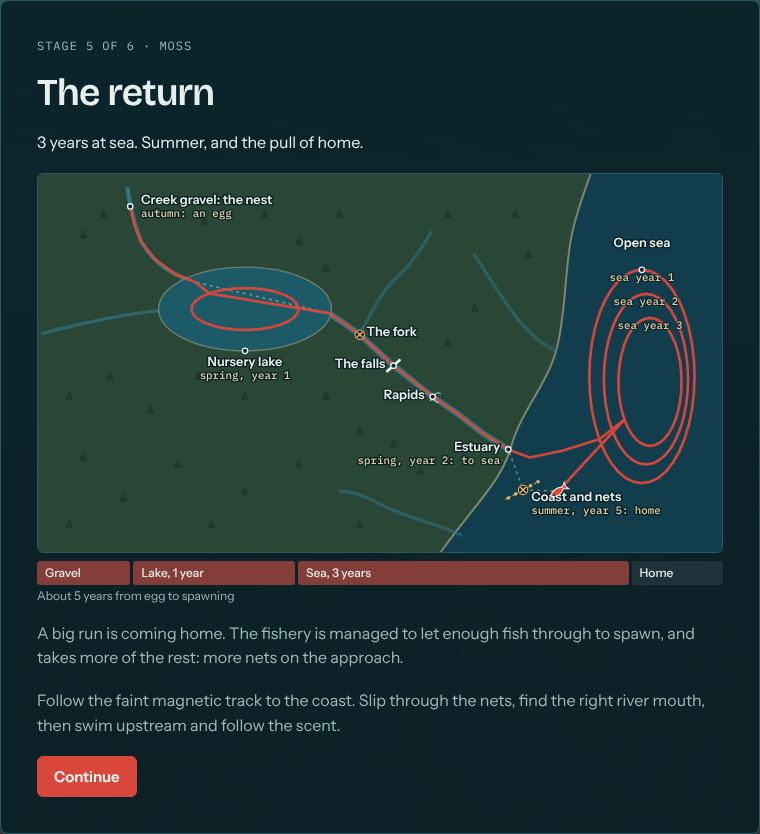 STAGE 5 OF 6 · MOSS
The return
3 years at sea. Summer, and the pull of home.
Creek gravel: the nest
autumn: an egg
Open sea
sea year 1
sea year 2
sea year 3
The fork
Nursery lake
spring, year 1
The falls
Rapids
Estuary
spring, year 2: to sea
Coast and nets
summer, year 5: home
Gravel
Lake, 1 year
Sea, 3 years
Home
About 5 years from egg to spawning
A big run is coming home. The fishery is managed to let enough fish through to spawn, and
takes more of the rest: more nets on the approach.
Follow the faint magnetic track to the coast. Slip through the nets, find the right river mouth,
then swim upstream and follow the scent.
Continue